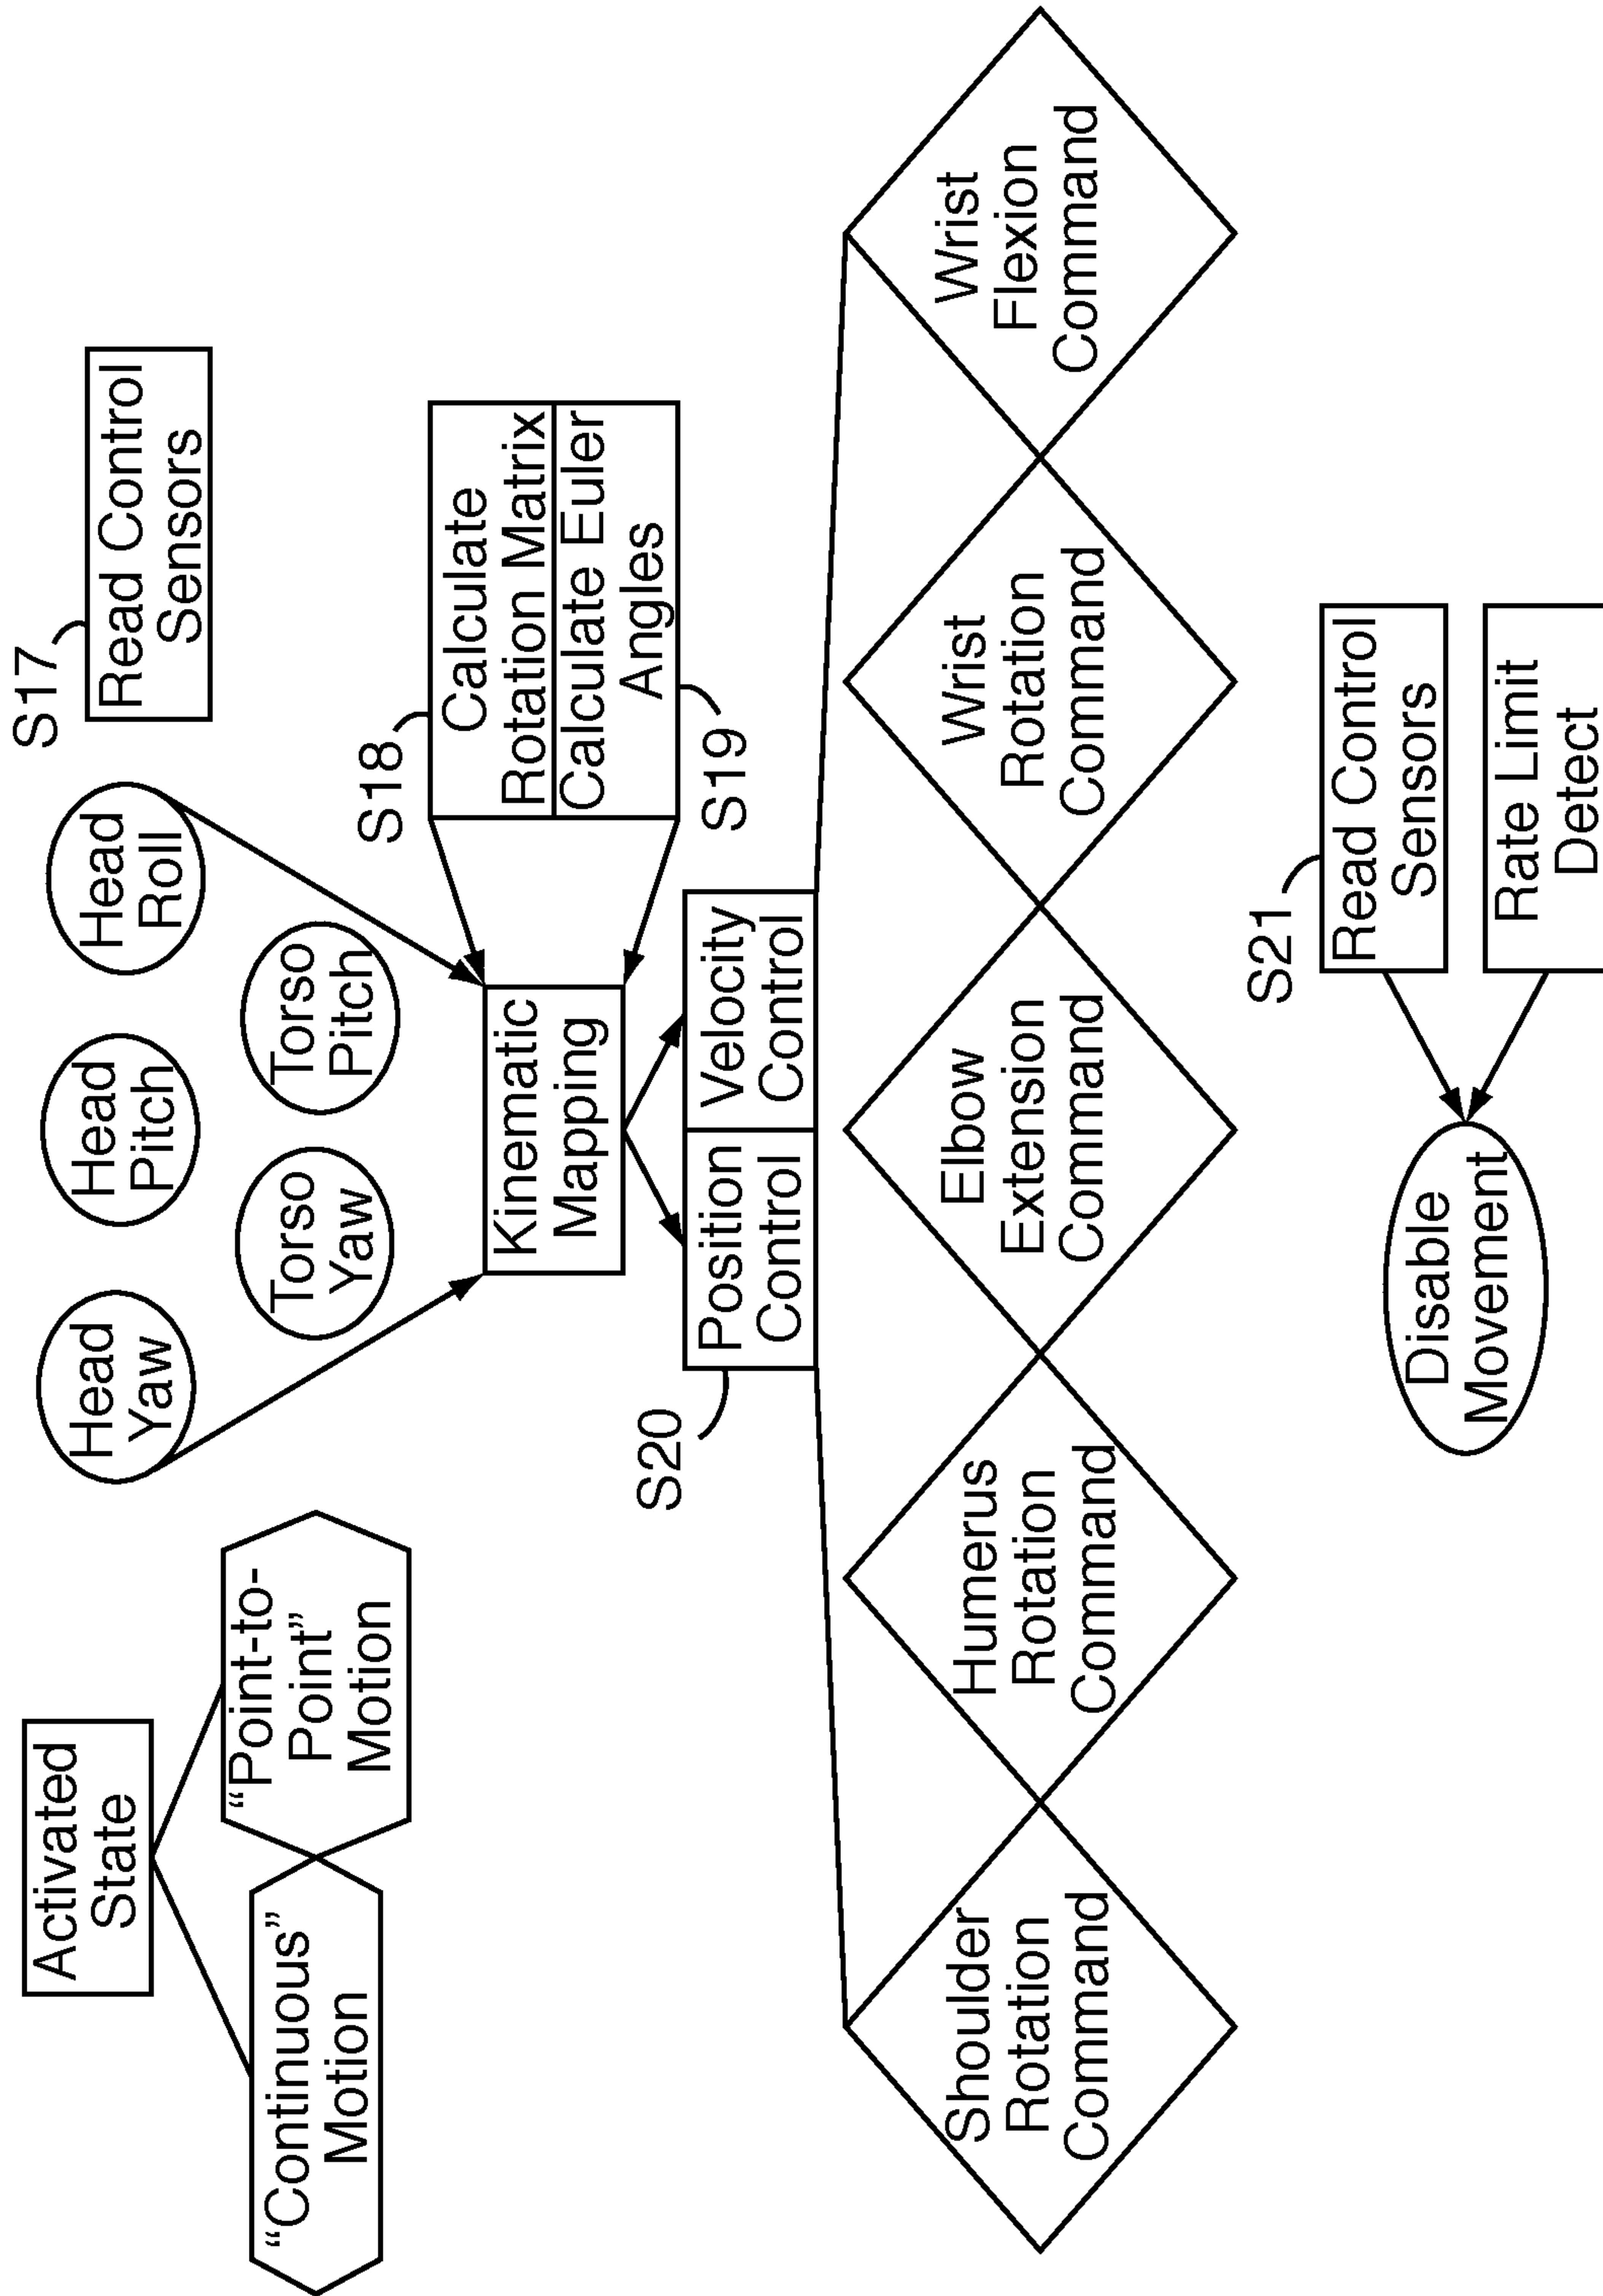 Activated
State
“Continuous”
Motion
“Point-to-
Point”
Motion
Head
Yaw
Head
Pitch
Head
Roll
Torso
Yaw
Torso
Pitch
S17
Read Control
Sensors
S18
Calculate
Rotation Matrix
Calculate Euler
Angles
S19
Kinematic
Mapping
S20
Position
Control
Velocity
Control
Shoulder
Rotation
Command
Humerus
Rotation
Command
Elbow
Extension
Command
Wrist
Rotation
Command
Wrist
Flexion
Command
S21
Read Control
Sensors
Disable
Movement
Rate Limit
Detect